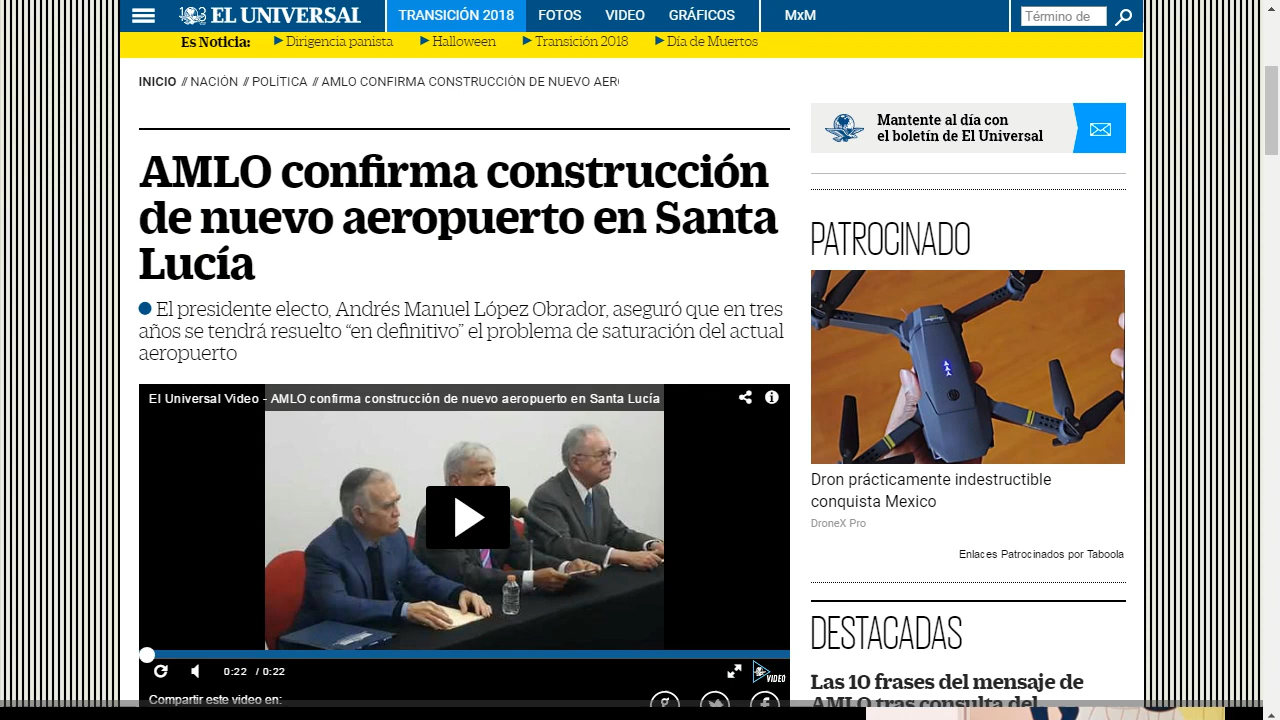 EL UNIVERSAL
TRANSICIÓN 2018
FOTOS
VIDEO
GRÁFICOS
MxM
Término de
Es Noticia:
Dirigencia panista
Halloween
Transición 2018
Día de Muertos
INICIO // NACIÓN // POLÍTICA // AMLO CONFIRMA CONSTRUCCIÓN DE NUEVO AER
AMLO confirma construcción
de nuevo aeropuerto en Santa
Lucía
El presidente electo, Andrés Manuel López Obrador, aseguró que en tres
años se tendrá resuelto “en definitivo” el problema de saturación del actual
aeropuerto
El Universal Video - AMLO confirma construcción de nuevo aeropuerto en Santa Lucía
0:22 / 0:22
VIDEO
Compartir este video en:
Mantente al día con
el boletín de El Universal
PATROCINADO
Dron prácticamente indestructible
conquista Mexico
DroneX Pro
Enlaces Patrocinados por Taboola
DESTACADAS
Las 10 frases del mensaje de
AMLO tras consulta del